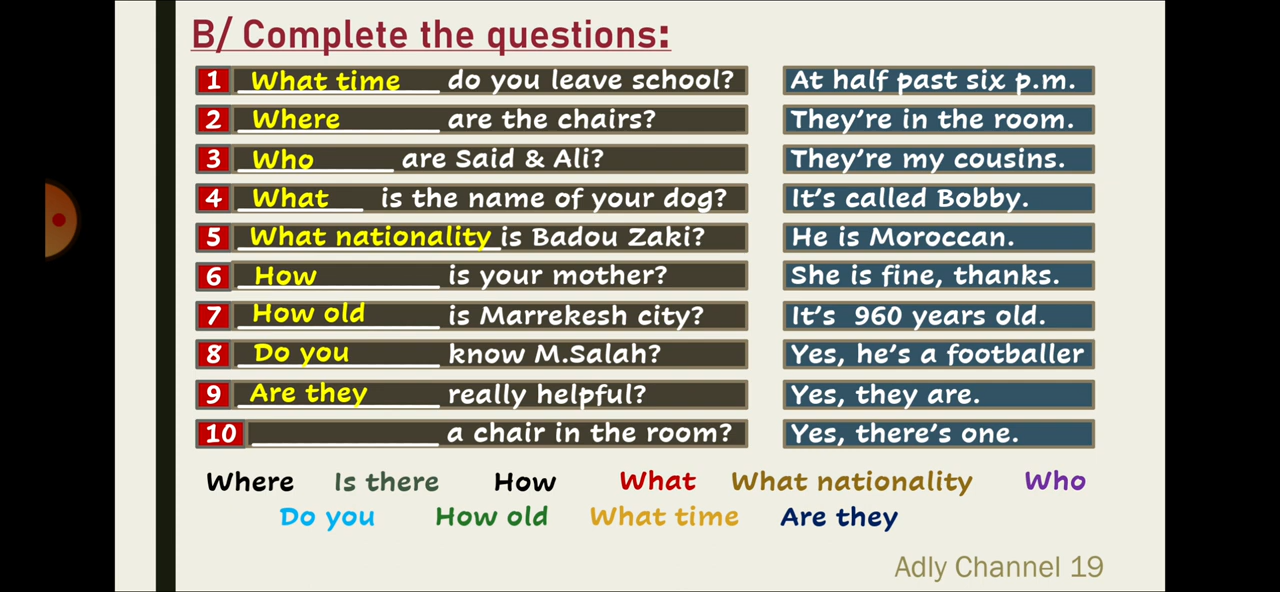 B/ Complete the questions:
1 What time do you leave school? At half past six p.m.
2 Where are the chairs? They're in the room.
3 Who are Said & Ali? They're my cousins.
4 What is the name of your dog? It's called Bobby.
5 What nationality is Badou Zaki? He is Moroccan.
6 How is your mother? She is fine, thanks.
7 How old is Marrekesh city? It's 960 years old.
8 Do you know M.Salah? Yes, he's a footballer
9 Are they really helpful? Yes, they are.
10 ____________ a chair in the room? Yes, there's one.
Where Is there How What What nationality Who
Do you How old What time Are they
Adly Channel 19